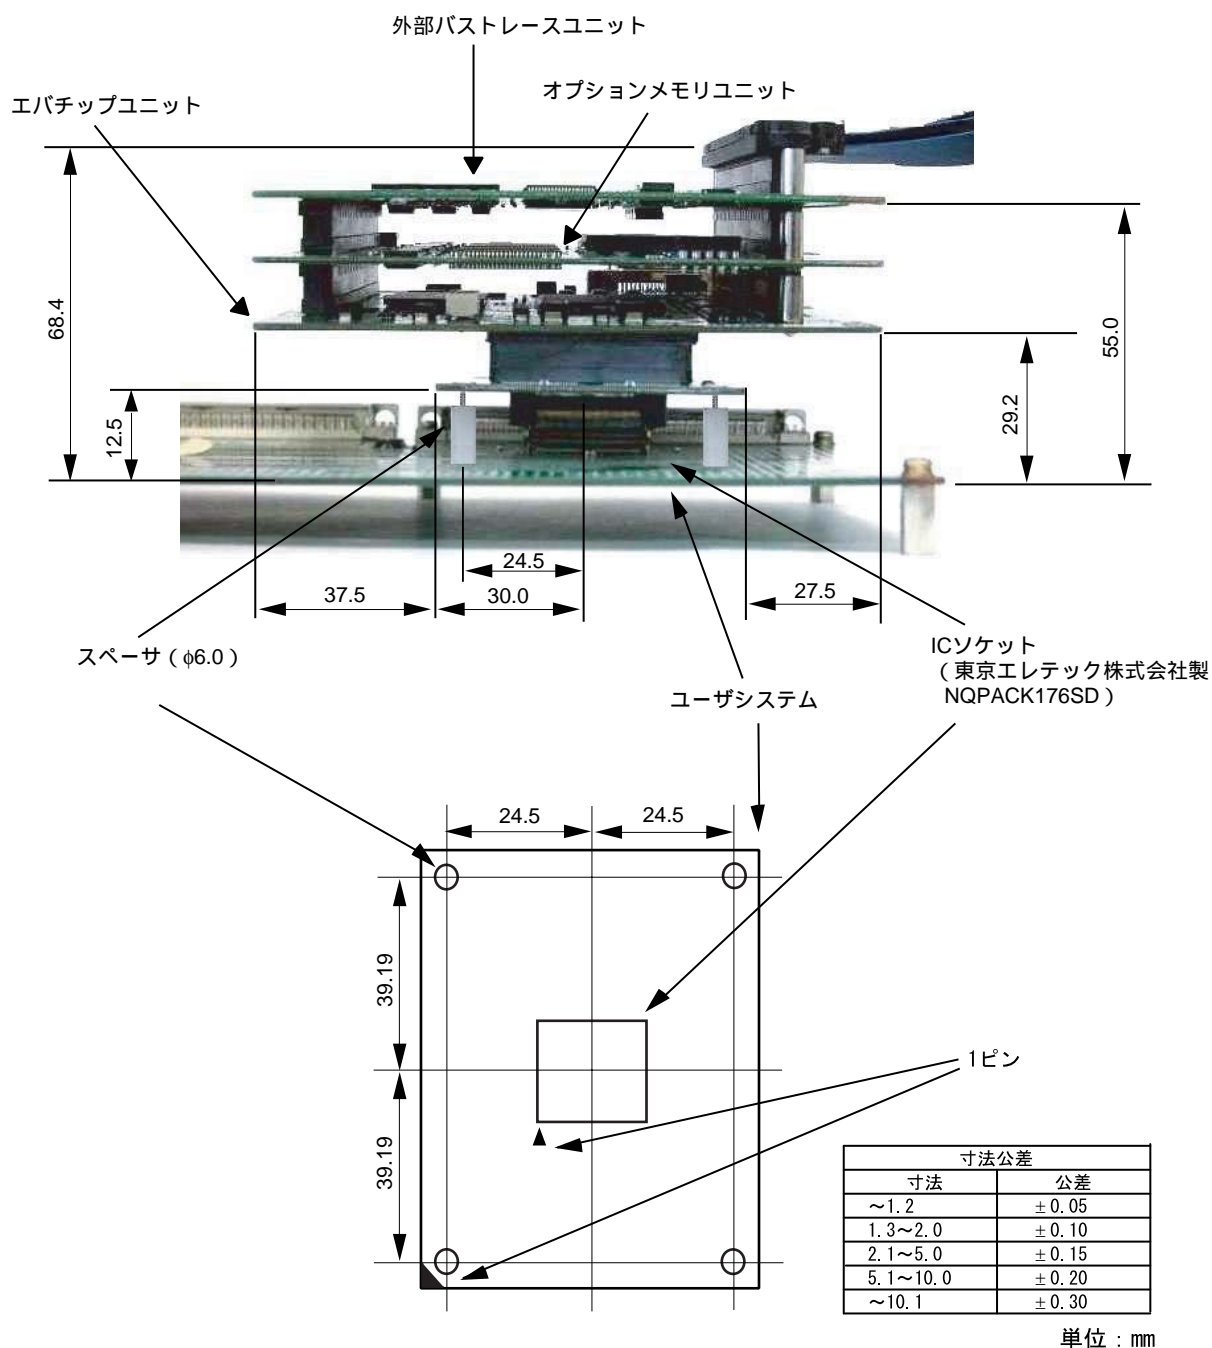 外部バストレースユニット
エバチップユニット
オプションメモリユニット
68.4
12.5
55.0
29.2
24.5
37.5
30.0
27.5
スペーサ（φ6.0）
ユーザシステム
ICソケット
（東京エレテック株式会社製
NQPACK176SD）
24.5
24.5
39.19
39.19
1ピン
寸法公差
寸法 公差
～1.2 ±0.05
1.3～2.0 ±0.10
2.1～5.0 ±0.15
5.1～10.0 ±0.20
～10.1 ±0.30
単位：mm